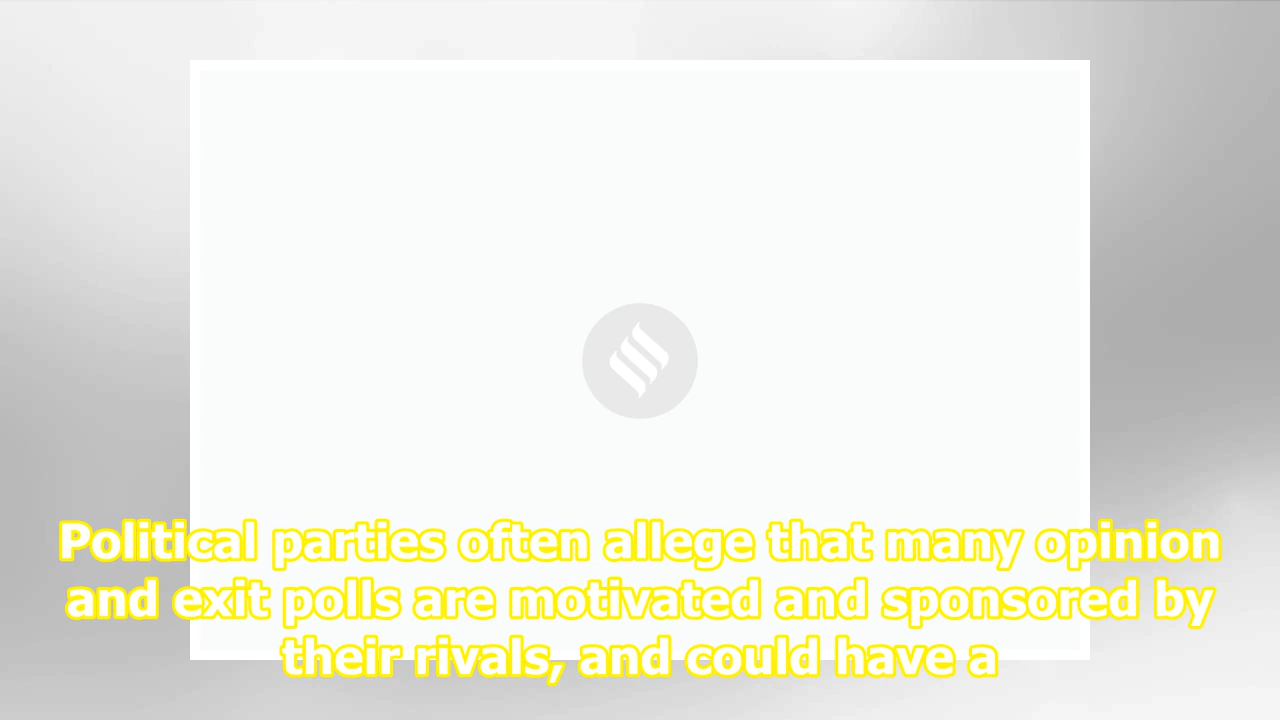 Political parties often allege that many opinion
and exit polls are motivated and sponsored by
their rivals, and could have a